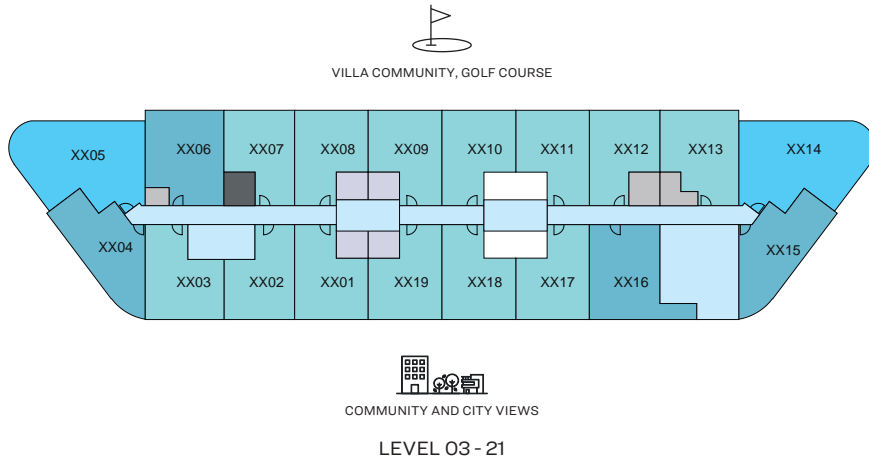 VILLA COMMUNITY, GOLF COURSE
XX05
XX06
XX07
XX08
XX09
XX10
XX11
XX12
XX13
XX14
XX04
XX15
XX03
XX02
XX01
XX19
XX18
XX17
XX16
COMMUNITY AND CITY VIEWS
LEVEL 03 - 21